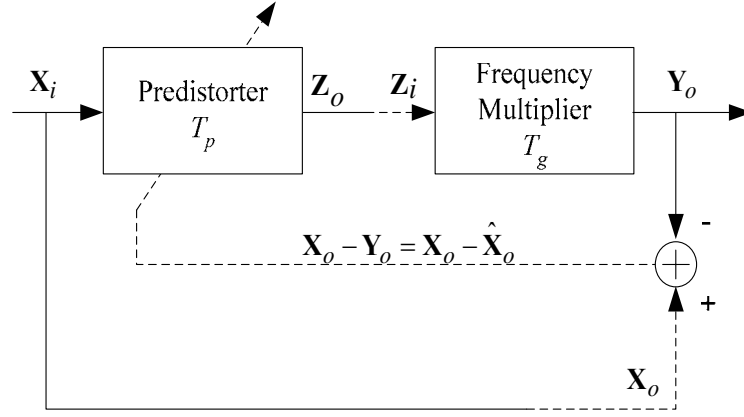 X_i
Predistorter
T_p
Z_o
Z_i
Frequency
Multiplier
T_g
Y_o
-
X_o − Y_o = X_o − X̂_o
+
X_o